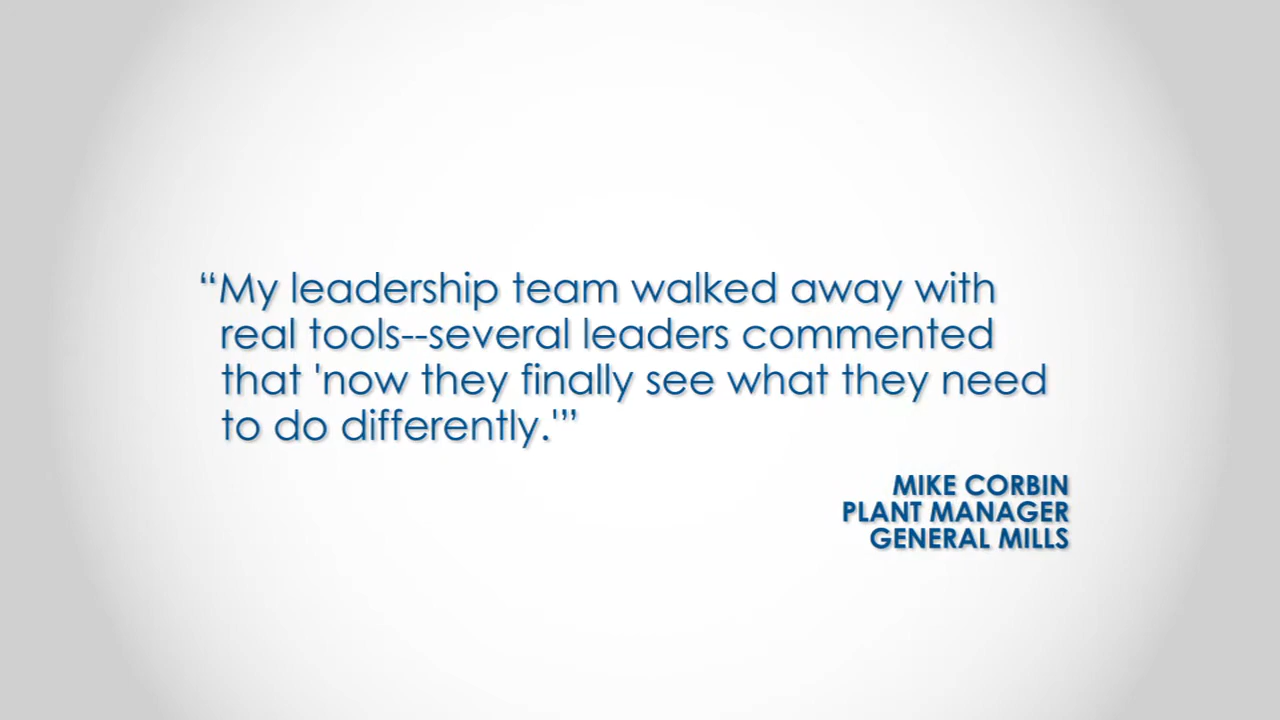 “My leadership team walked away with
real tools--several leaders commented
that 'now they finally see what they need
to do differently.'”
MIKE CORBIN
PLANT MANAGER
GENERAL MILLS